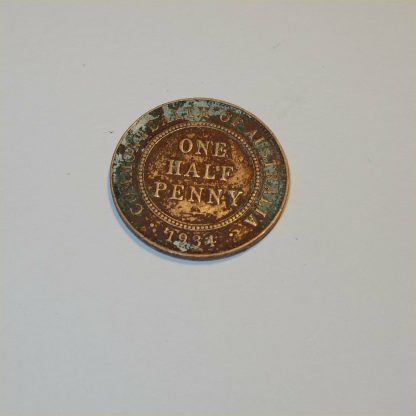 COMMONWEALTH OF AUSTRALIA
ONE
HALF
PENNY
1934